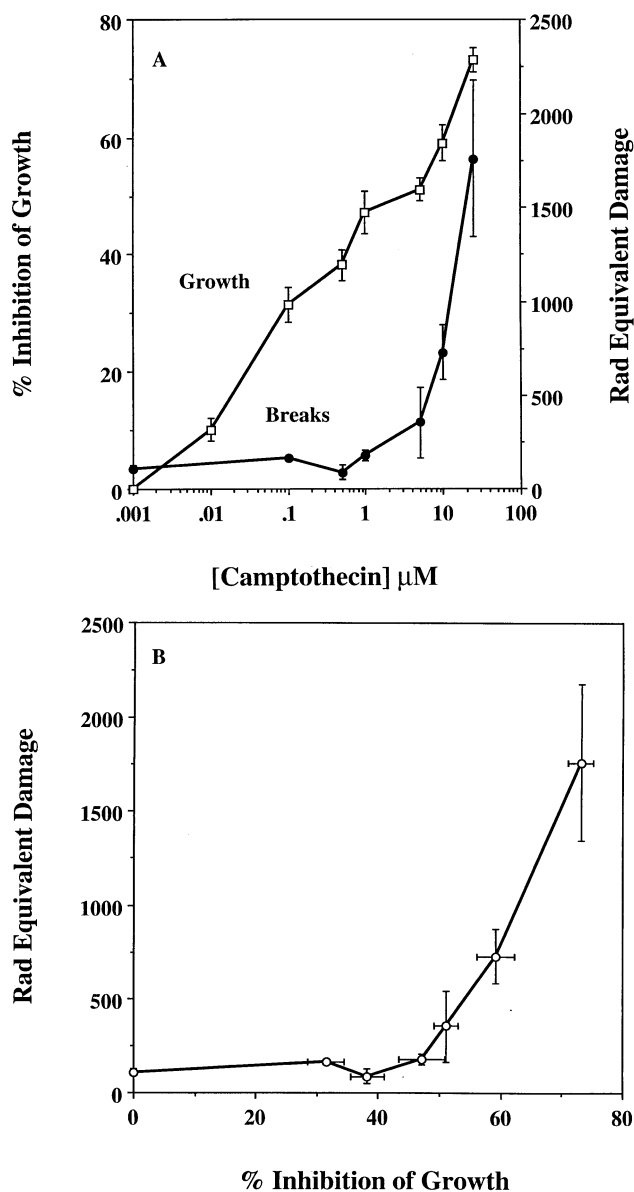 A
% Inhibition of Growth
80
60
40
20
0
Rad Equivalent Damage
2500
2000
1500
1000
500
0
Growth
Breaks
.001 .01 .1 1 10 100
[Camptothecin] μM
B
Rad Equivalent Damage
2500
2000
1500
1000
500
0
0 20 40 60 80
% Inhibition of Growth